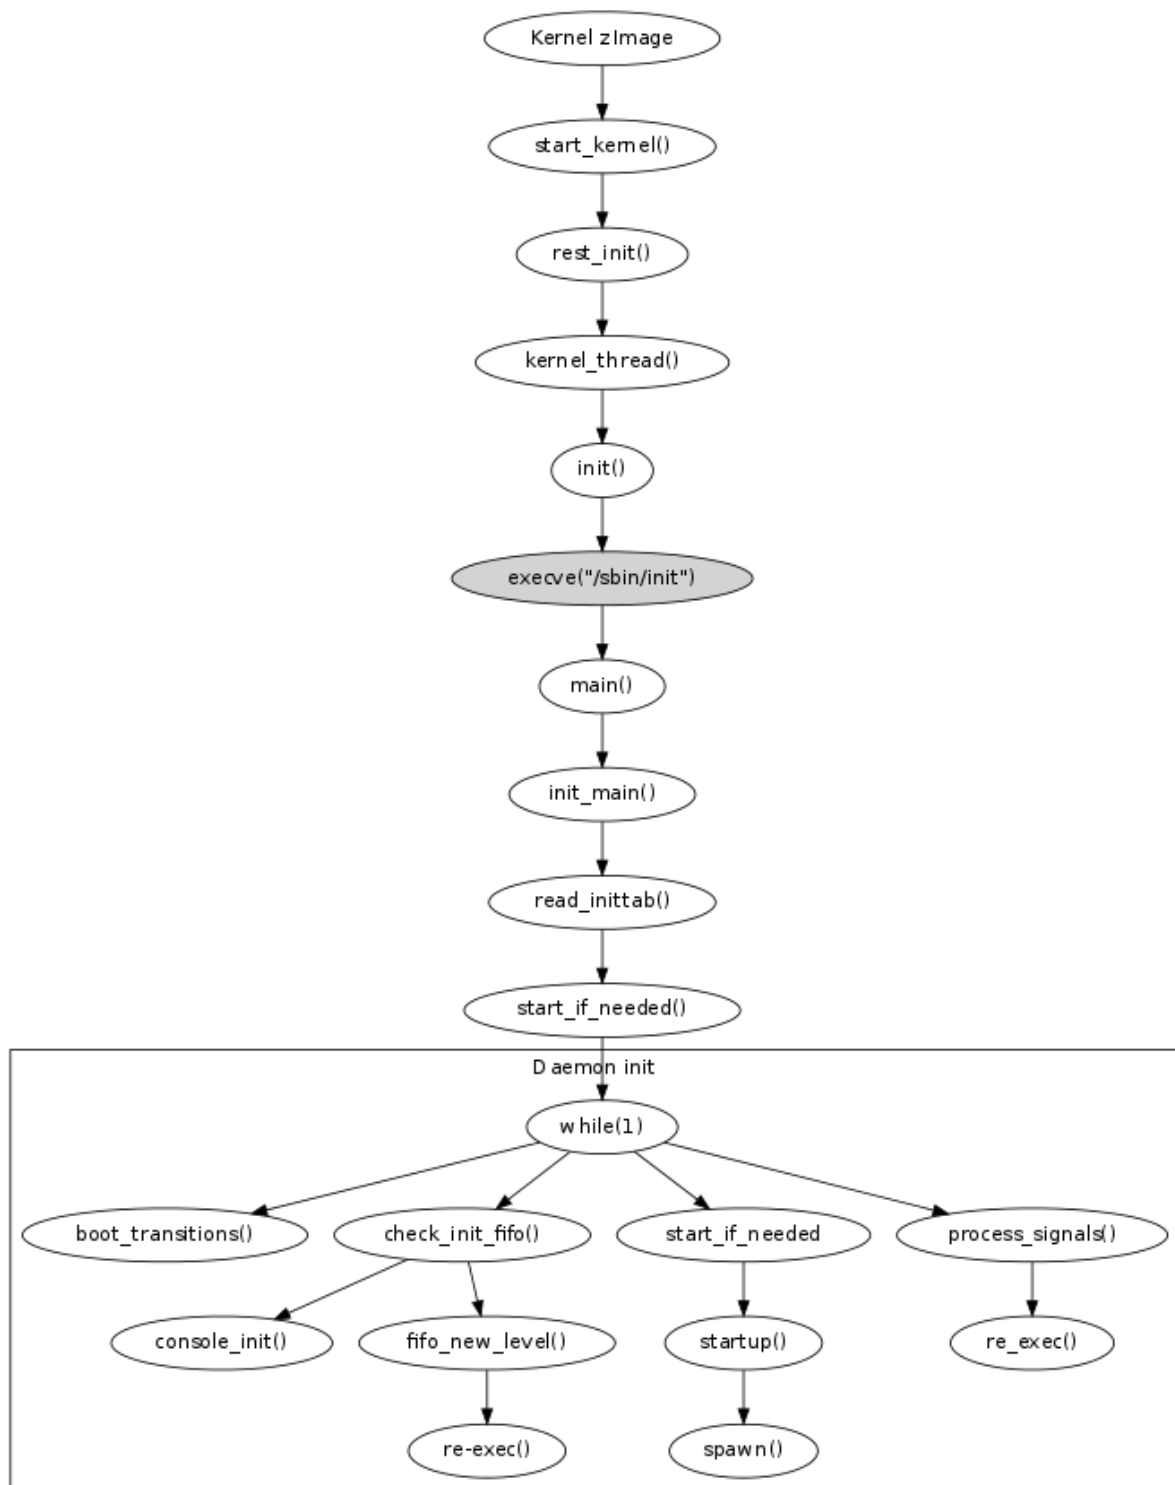 Kernel zImage
start_kernel()
rest_init()
kernel_thread()
init()
execve("/sbin/init")
main()
init_main()
read_inittab()
start_if_needed()
Daemon init
while(1)
boot_transitions()
check_init_fifo()
start_if_needed
process_signals()
console_init()
fifo_new_level()
startup()
re_exec()
re-exec()
spawn()